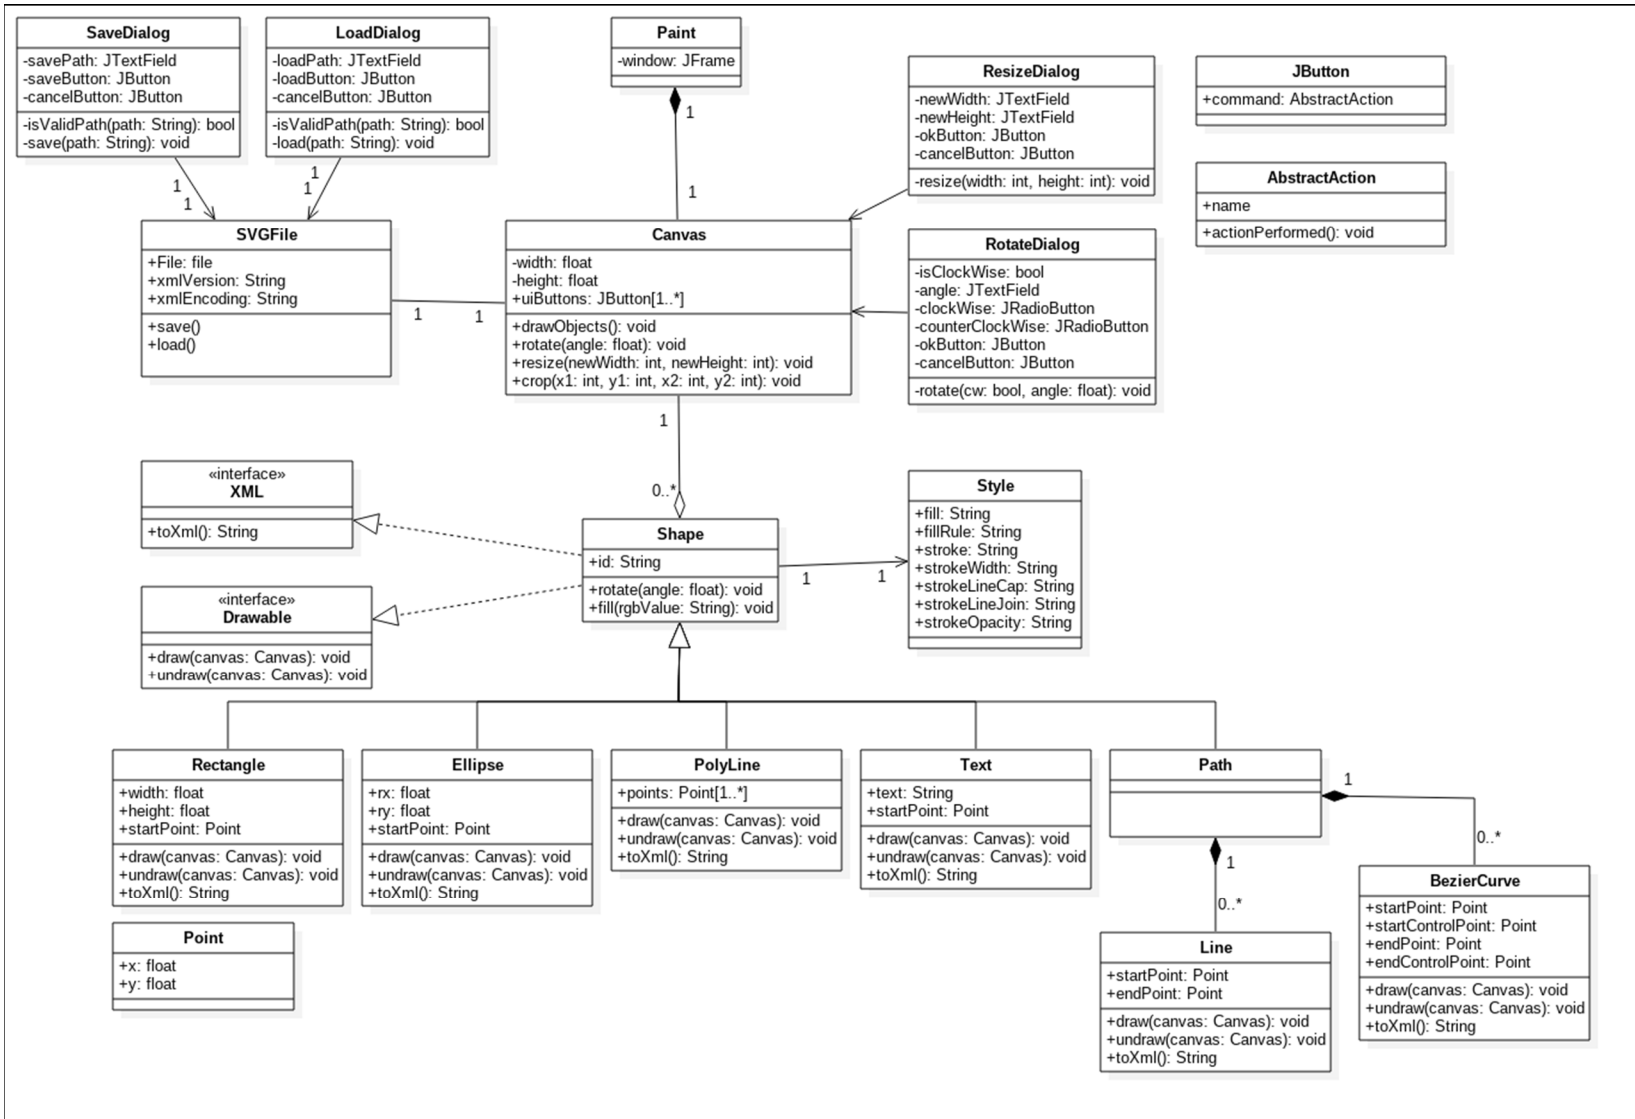 SaveDialog
-savePath: JTextField
-saveButton: JButton
-cancelButton: JButton
-isValidPath(path: String): bool
-save(path: String): void
LoadDialog
-loadPath: JTextField
-loadButton: JButton
-cancelButton: JButton
-isValidPath(path: String): bool
-load(path: String): void
Paint
-window: JFrame
ResizeDialog
-newWidth: JTextField
-newHeight: JTextField
-okButton: JButton
-cancelButton: JButton
-resize(width: int, height: int): void
JButton
+command: AbstractAction
AbstractAction
+name
+actionPerformed(): void
1
1
1
1
1
1
SVGFile
+File: file
+xmlVersion: String
+xmlEncoding: String
+save()
+load()
1
1
Canvas
-width: float
-height: float
+uiButtons: JButton[1..*]
+drawObjects(): void
+rotate(angle: float): void
+resize(newWidth: int, newHeight: int): void
+crop(x1: int, y1: int, x2: int, y2: int): void
RotateDialog
-isClockWise: bool
-angle: JTextField
-clockWise: JRadioButton
-counterClockWise: JRadioButton
-okButton: JButton
-cancelButton: JButton
-rotate(cw: bool, angle: float): void
1
0..*
«interface»
XML
+toXml(): String
«interface»
Drawable
+draw(canvas: Canvas): void
+undraw(canvas: Canvas): void
Shape
+id: String
+rotate(angle: float): void
+fill(rgbValue: String): void
1
1
Style
+fill: String
+fillRule: String
+stroke: String
+strokeWidth: String
+strokeLineCap: String
+strokeLineJoin: String
+strokeOpacity: String
Rectangle
+width: float
+height: float
+startPoint: Point
+draw(canvas: Canvas): void
+undraw(canvas: Canvas): void
+toXml(): String
Ellipse
+rx: float
+ry: float
+startPoint: Point
+draw(canvas: Canvas): void
+undraw(canvas: Canvas): void
+toXml(): String
PolyLine
+points: Point[1..*]
+draw(canvas: Canvas): void
+undraw(canvas: Canvas): void
+toXml(): String
Text
+text: String
+startPoint: Point
+draw(canvas: Canvas): void
+undraw(canvas: Canvas): void
+toXml(): String
Path
1
0..*
1
0..*
Point
+x: float
+y: float
Line
+startPoint: Point
+endPoint: Point
+draw(canvas: Canvas): void
+undraw(canvas: Canvas): void
+toXml(): String
BezierCurve
+startPoint: Point
+startControlPoint: Point
+endPoint: Point
+endControlPoint: Point
+draw(canvas: Canvas): void
+undraw(canvas: Canvas): void
+toXml(): String